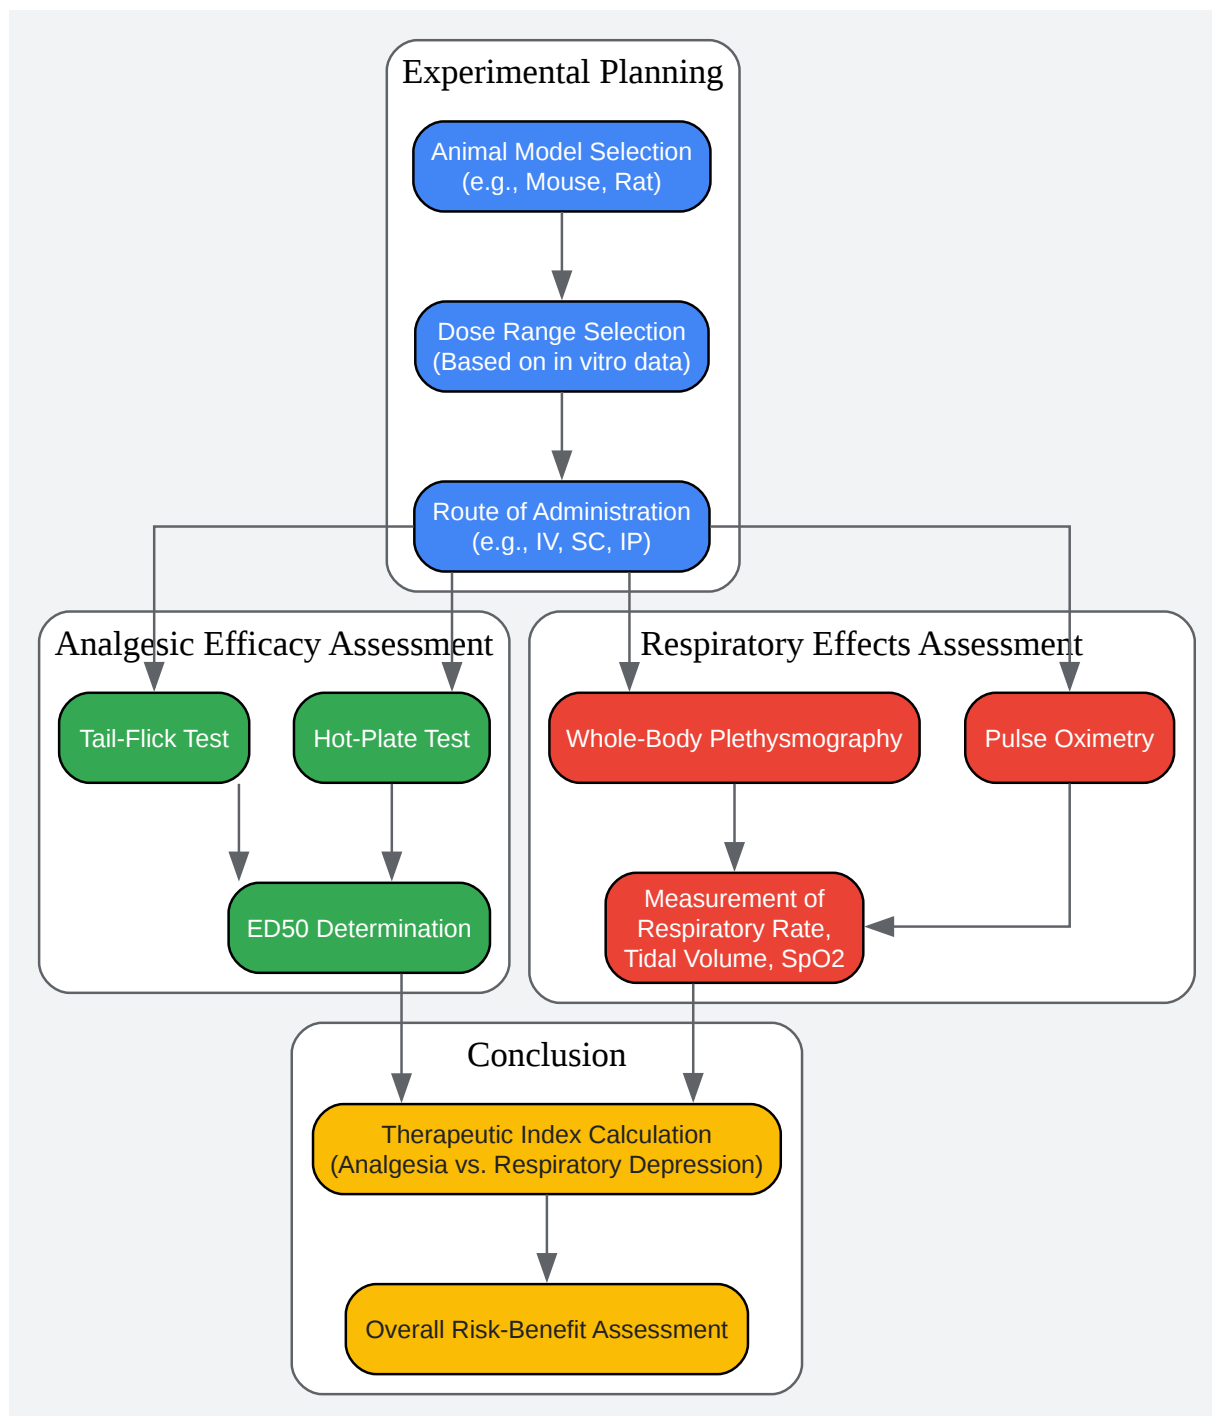 Experimental Planning
Animal Model Selection
(e.g., Mouse, Rat)
Dose Range Selection
(Based on in vitro data)
Route of Administration
(e.g., IV, SC, IP)
Analgesic Efficacy Assessment
Tail-Flick Test
Hot-Plate Test
ED50 Determination
Respiratory Effects Assessment
Whole-Body Plethysmography
Pulse Oximetry
Measurement of
Respiratory Rate,
Tidal Volume, SpO2
Conclusion
Therapeutic Index Calculation
(Analgesia vs. Respiratory Depression)
Overall Risk-Benefit Assessment